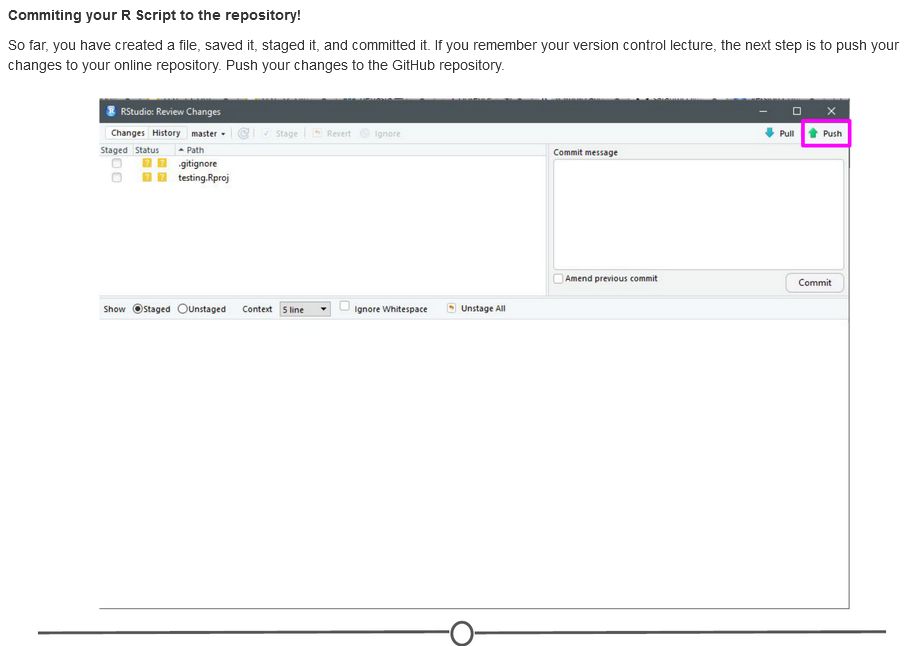 Commiting your R Script to the repository!
So far, you have created a file, saved it, staged it, and committed it. If you remember your version control lecture, the next step is to push your
changes to your online repository. Push your changes to the GitHub repository.
RStudio: Review Changes
Changes History master Stage Revert Ignore Pull Push
Staged Status Path Commit message
? ? .gitignore
? ? testing.Rproj
Amend previous commit
Commit
Show Staged Unstaged Context 5 line Ignore Whitespace Unstage All